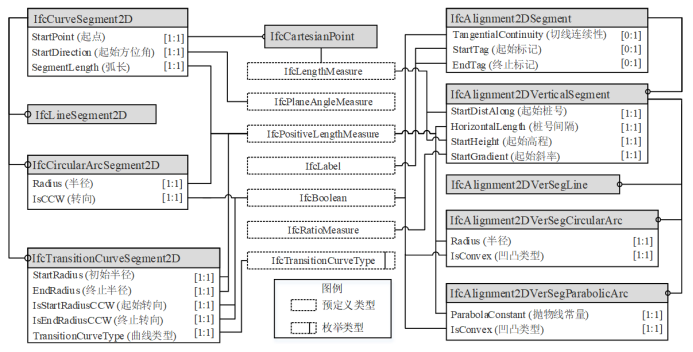 IfcCurveSegment2D
StartPoint (起点) [1:1]
StartDirection (起始方位角) [1:1]
SegmentLength (弧长) [1:1]
IfcLineSegment2D
IfcCircularArcSegment2D
Radius (半径) [1:1]
IsCCW (转向) [1:1]
IfcTransitionCurveSegment2D
StartRadius (初始半径) [1:1]
EndRadius (终止半径) [1:1]
IsStartRadiusCCW (起始转向) [1:1]
IsEndRadiusCCW (终止转向) [1:1]
TransitionCurveType (曲线类型) [1:1]
IfcCartesianPoint
IfcLengthMeasure
IfcPlaneAngleMeasure
IfcPositiveLengthMeasure
IfcLabel
IfcBoolean
IfcRatioMeasure
IfcTransitionCurveType
图例
预定义类型
枚举类型
IfcAlignment2DSegment
TangentialContinuity (切线连续性) [0:1]
StartTag (起始标记) [0:1]
EndTag (终止标记) [0:1]
IfcAlignment2DVerticalSegment
StartDistAlong (起始桩号) [1:1]
HorizontalLength (桩号间隔) [1:1]
StartHeight (起始高程) [1:1]
StartGradient (起始斜率) [1:1]
IfcAlignment2DVerSegLine
IfcAlignment2DVerSegCircularArc
Radius (半径) [1:1]
IsConvex (凹凸类型) [1:1]
IfcAlignment2DVerSegParabolicArc
ParabolaConstant (抛物线常量) [1:1]
IsConvex (凹凸类型) [1:1]